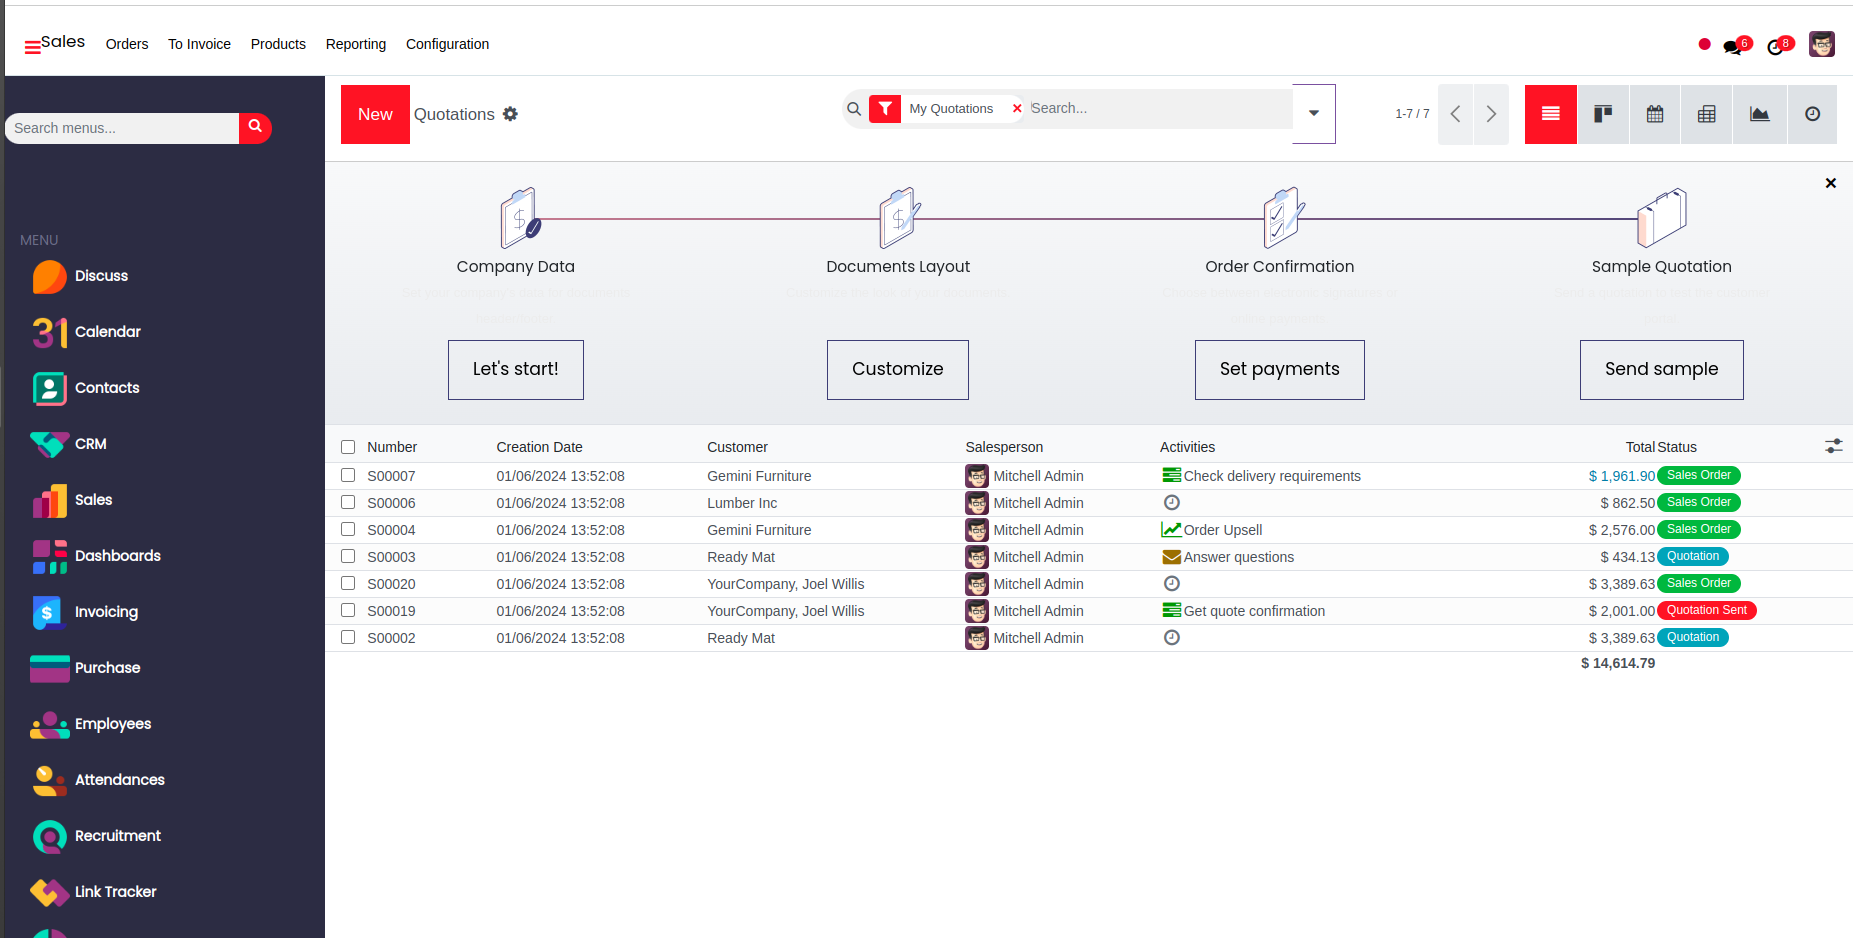 Sales Orders To Invoice Products Reporting Configuration 6 8
New Quotations My Quotations × Search... 1-7 / 7
Search menus...
MENU
Discuss
31 Calendar
Contacts
CRM
Sales
Dashboards
Invoicing
Purchase
Employees
Attendances
Recruitment
Link Tracker
Company Data Documents Layout Order Confirmation Sample Quotation
Let's start! Customize Set payments Send sample
Number Creation Date Customer Salesperson Activities Total Status
S00007 01/06/2024 13:52:08 Gemini Furniture Mitchell Admin Check delivery requirements $ 1,961.90 Sales Order
S00006 01/06/2024 13:52:08 Lumber Inc Mitchell Admin $ 862.50 Sales Order
S00004 01/06/2024 13:52:08 Gemini Furniture Mitchell Admin Order Upsell $ 2,576.00 Sales Order
S00003 01/06/2024 13:52:08 Ready Mat Mitchell Admin Answer questions $ 434.13 Quotation
S00020 01/06/2024 13:52:08 YourCompany, Joel Willis Mitchell Admin $ 3,389.63 Sales Order
S00019 01/06/2024 13:52:08 YourCompany, Joel Willis Mitchell Admin Get quote confirmation $ 2,001.00 Quotation Sent
S00002 01/06/2024 13:52:08 Ready Mat Mitchell Admin $ 3,389.63 Quotation
$ 14,614.79